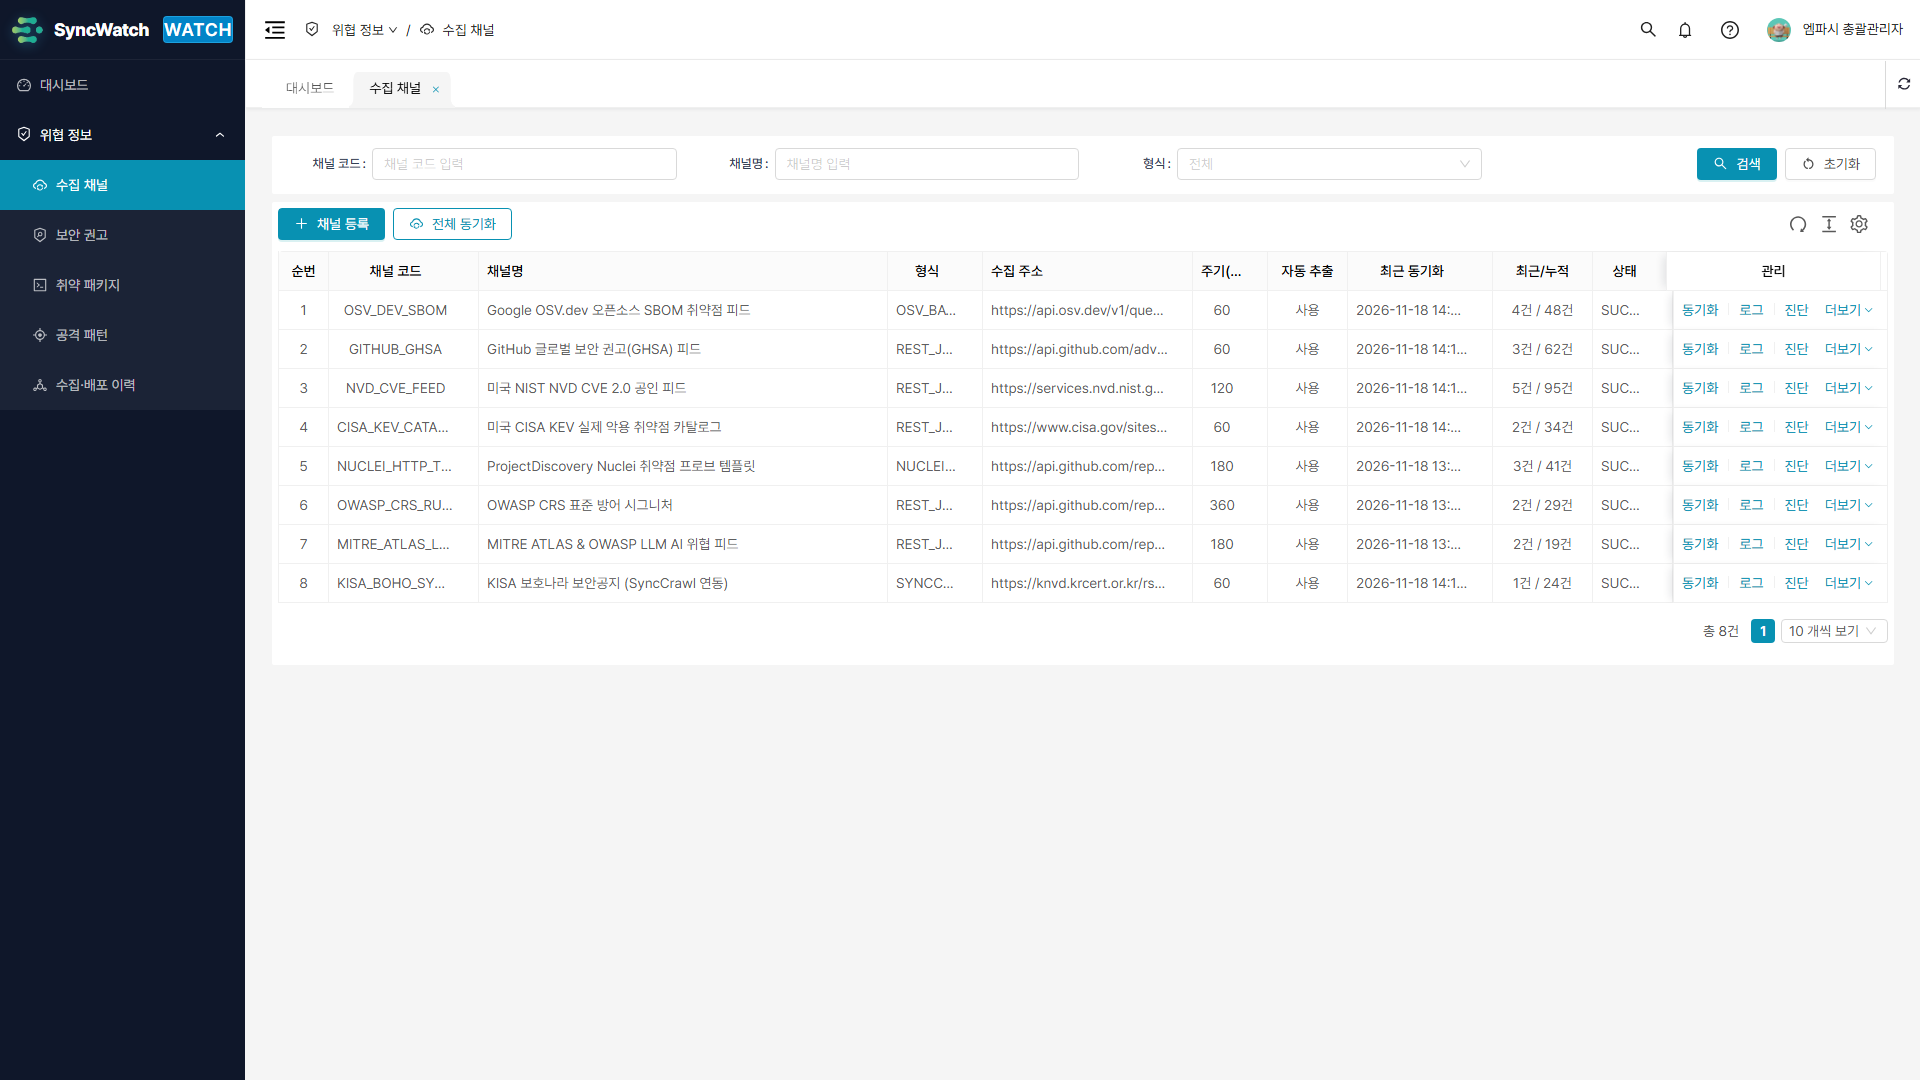 SyncWatch WATCH
위협 정보 / 수집 채널
엠파시 총괄관리자
대시보드
위협 정보
수집 채널
보안 권고
취약 패키지
공격 패턴
수집·배포 이력
대시보드 수집 채널 ×
채널 코드 : 채널 코드 입력 채널명 : 채널명 입력 형식 : 전체 검색 초기화
채널 등록 전체 동기화
순번 채널 코드 채널명 형식 수집 주소 주기(... 자동 추출 최근 동기화 최근/누적 상태 관리
1 OSV_DEV_SBOM Google OSV.dev 오픈소스 SBOM 취약점 피드 OSV_BA... https://api.osv.dev/v1/que... 60 사용 2026-11-18 14:... 4건 / 48건 SUC... 동기화 로그 진단 더보기
2 GITHUB_GHSA GitHub 글로벌 보안 권고(GHSA) 피드 REST_J... https://api.github.com/adv... 60 사용 2026-11-18 14:1... 3건 / 62건 SUC... 동기화 로그 진단 더보기
3 NVD_CVE_FEED 미국 NIST NVD CVE 2.0 공인 피드 REST_J... https://services.nvd.nist.g... 120 사용 2026-11-18 14:1... 5건 / 95건 SUC... 동기화 로그 진단 더보기
4 CISA_KEV_CATA... 미국 CISA KEV 실제 악용 취약점 카탈로그 REST_J... https://www.cisa.gov/sites... 60 사용 2026-11-18 14:... 2건 / 34건 SUC... 동기화 로그 진단 더보기
5 NUCLEI_HTTP_T... ProjectDiscovery Nuclei 취약점 프로브 템플릿 NUCLEI... https://api.github.com/rep... 180 사용 2026-11-18 13:... 3건 / 41건 SUC... 동기화 로그 진단 더보기
6 OWASP_CRS_RU... OWASP CRS 표준 방어 시그니처 REST_J... https://api.github.com/rep... 360 사용 2026-11-18 13:... 2건 / 29건 SUC... 동기화 로그 진단 더보기
7 MITRE_ATLAS_L... MITRE ATLAS & OWASP LLM AI 위협 피드 REST_J... https://api.github.com/rep... 180 사용 2026-11-18 13:... 2건 / 19건 SUC... 동기화 로그 진단 더보기
8 KISA_BOHO_SY... KISA 보호나라 보안공지 (SyncCrawl 연동) SYNCC... https://knvd.krcert.or.kr/rs... 60 사용 2026-11-18 14:1... 1건 / 24건 SUC... 동기화 로그 진단 더보기
총 8건 1 10 개씩 보기